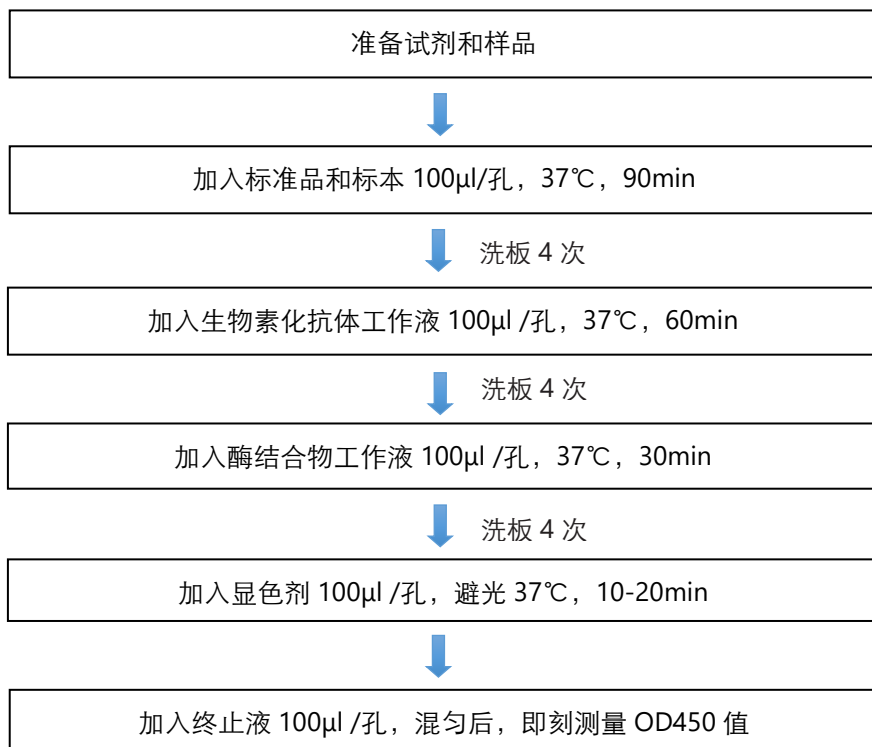 准备试剂和样品
加入标准品和标本 100μl/孔，37℃，90min
洗板 4 次
加入生物素化抗体工作液 100μl /孔，37℃，60min
洗板 4 次
加入酶结合物工作液 100μl /孔，37℃，30min
洗板 4 次
加入显色剂 100μl /孔，避光 37℃，10-20min
加入终止液 100μl /孔，混匀后，即刻测量 OD450 值